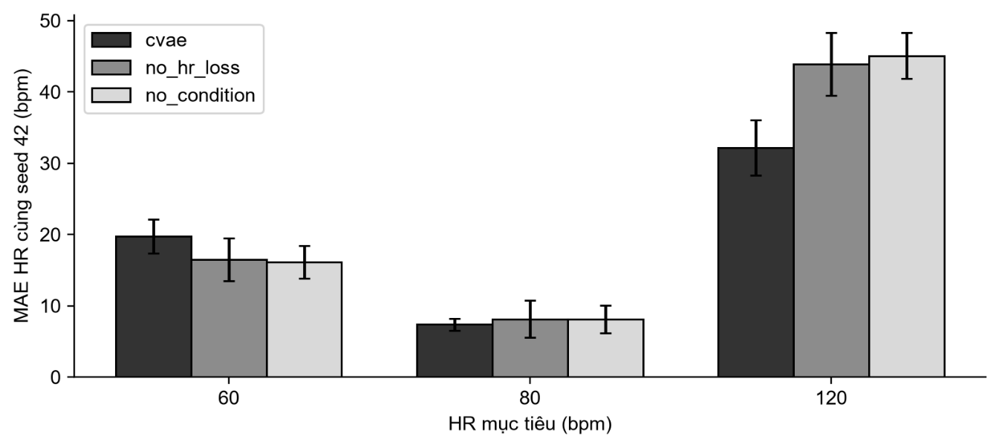 50
40
30
20
10
0
MAE HR cùng seed 42 (bpm)
cvae
no_hr_loss
no_condition
60
80
120
HR mục tiêu (bpm)